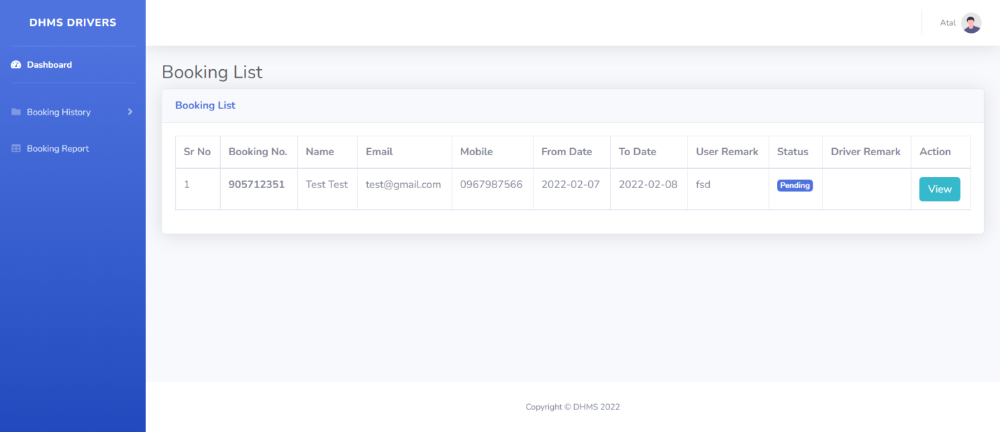 DHMS DRIVERS
Atal
Dashboard
Booking History
Booking Report
Booking List
Booking List
Sr No Booking No. Name Email Mobile From Date To Date User Remark Status Driver Remark Action
1 905712351 Test Test test@gmail.com 0967987566 2022-02-07 2022-02-08 fsd Pending View
Copyright © DHMS 2022